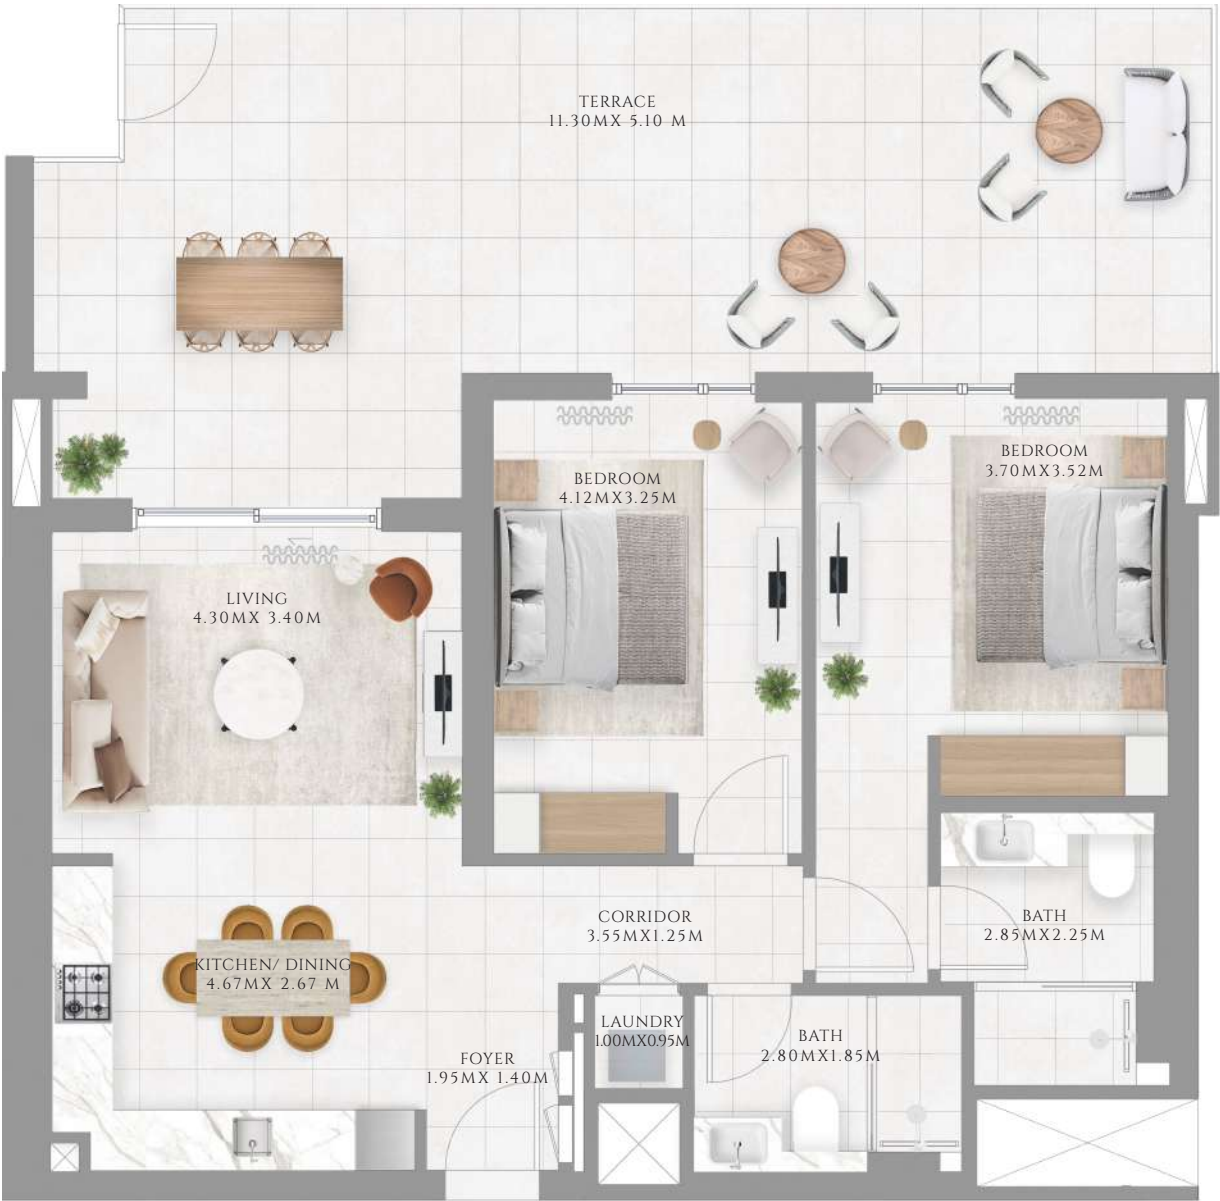 TERRACE
11.30MX 5.10 M
BEDROOM
4.12MX3.25M
BEDROOM
3.70MX3.52M
LIVING
4.30MX 3.40M
CORRIDOR
3.55MX1.25M
BATH
2.85MX2.25M
KITCHEN/ DINING
4.67MX 2.67 M
LAUNDRY
1.00MX0.95M
BATH
2.80MX1.85M
FOYER
1.95MX 1.40M